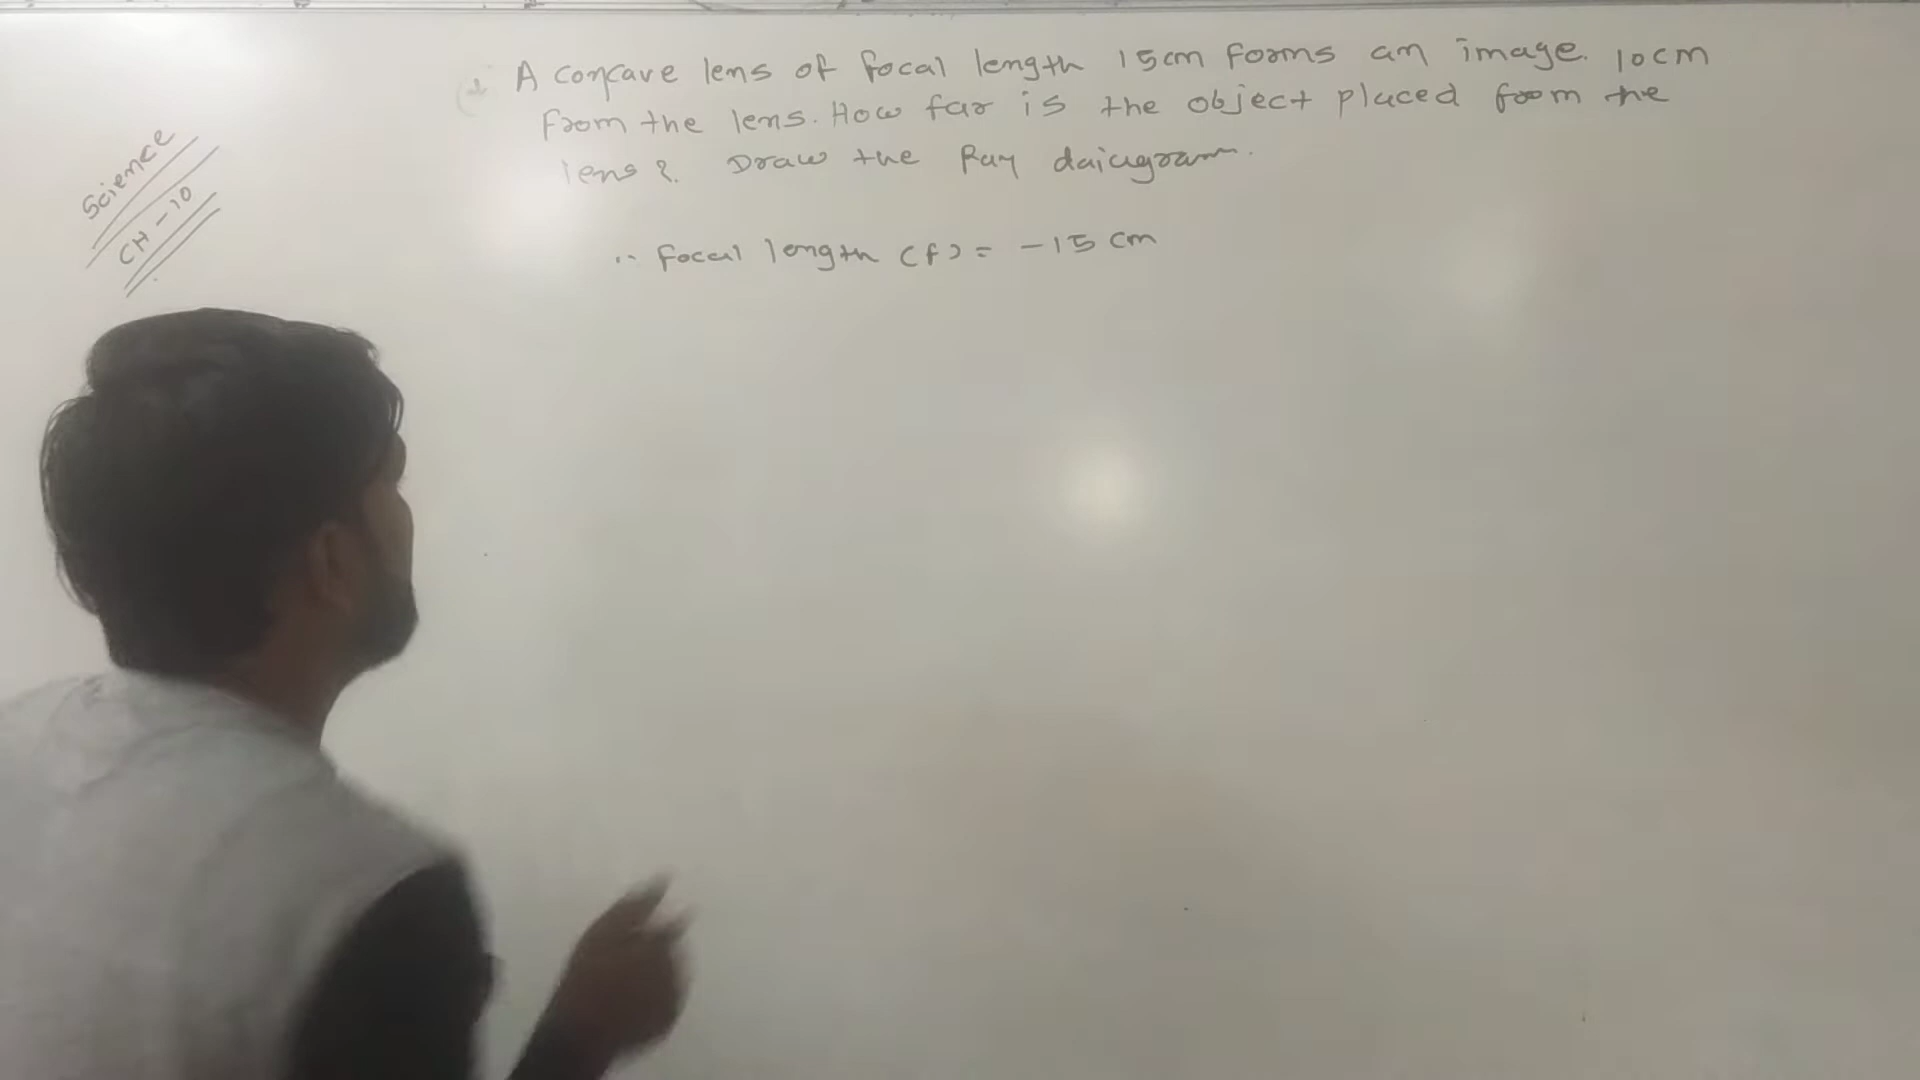 Science
CH-10
A concave lens of focal length 15cm forms an image. 10cm
from the lens. How far is the object placed from the
lens? Draw the Ray daiagram.
∵ focal length (f) = -15 cm